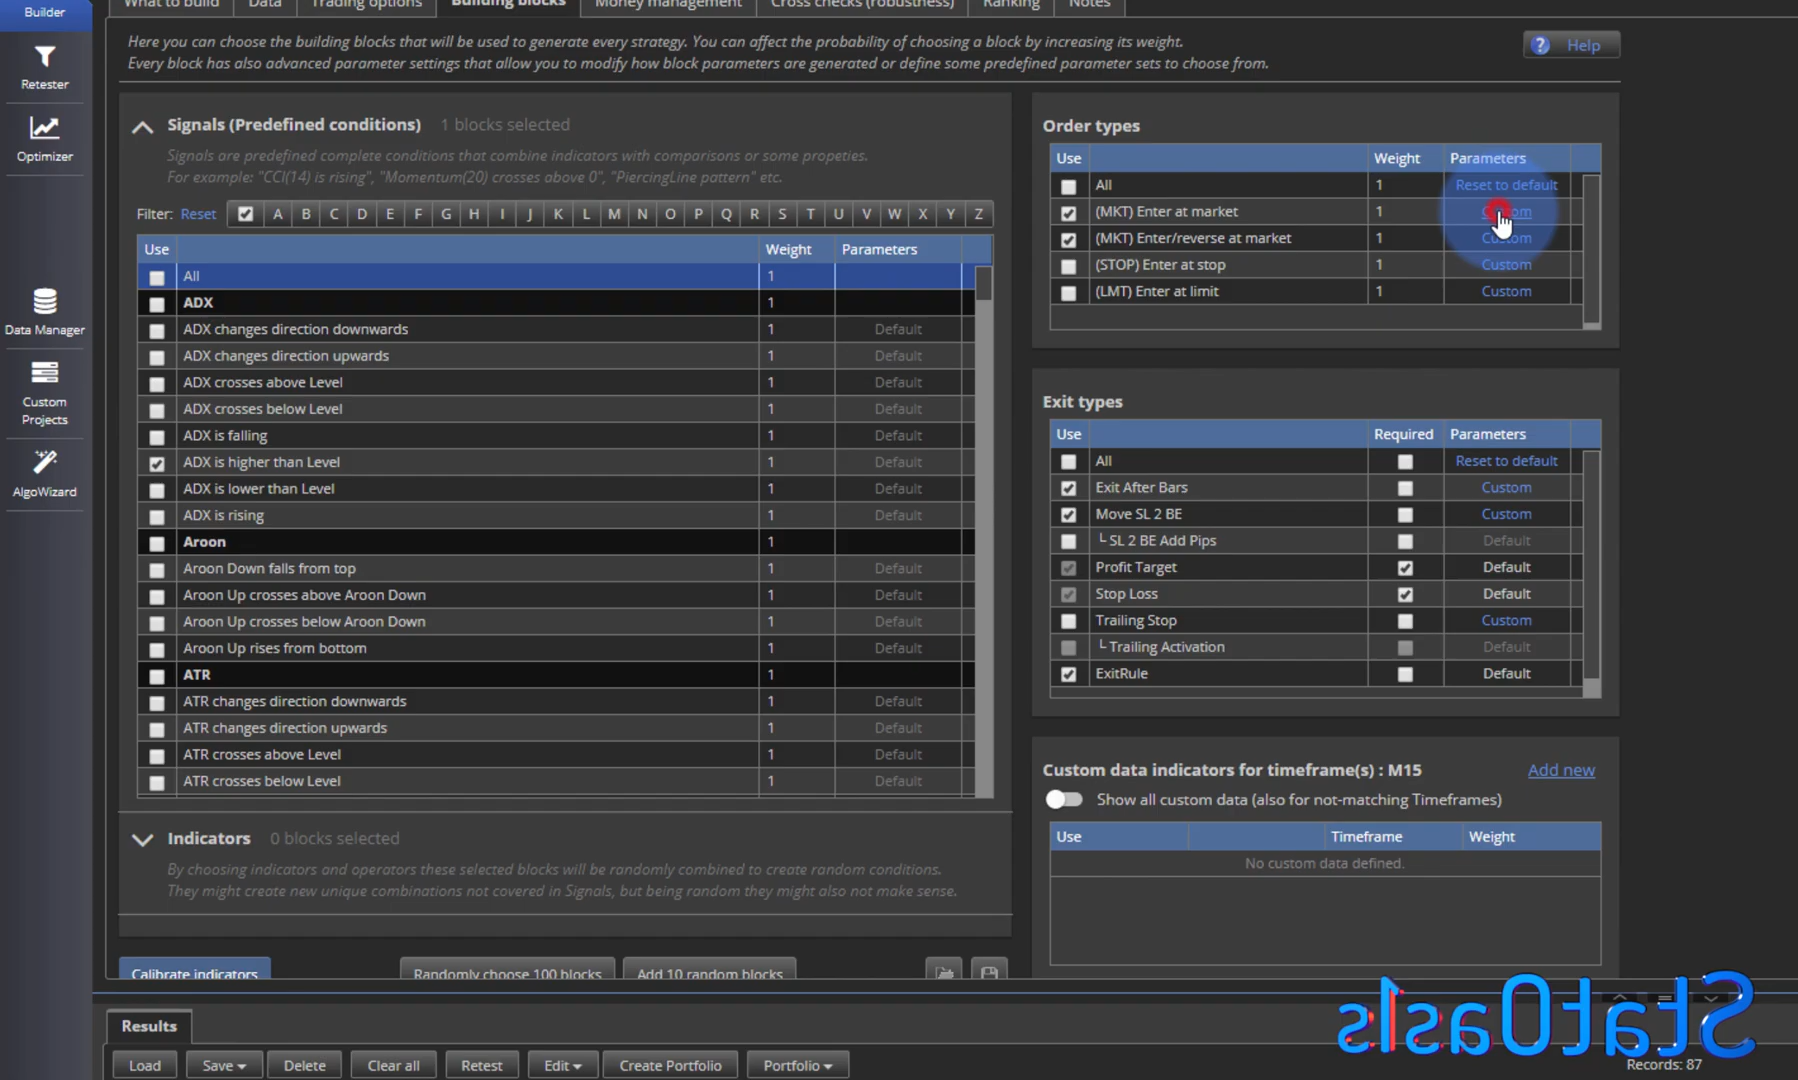 Builder
What to build
Data
Trading options
Building blocks
Money management
Cross checks (robustness)
Ranking
Notes
Here you can choose the building blocks that will be used to generate every strategy. You can affect the probability of choosing a block by increasing its weight.
Every block has also advanced parameter settings that allow you to modify how block parameters are generated or define some predefined parameter sets to choose from.
? Help
Retester
Optimizer
Data Manager
Custom
Projects
AlgoWizard
Signals (Predefined conditions) 1 blocks selected
Signals are predefined complete conditions that combine indicators with comparisons or some propeties.
For example: "CCI(14) is rising", "Momentum(20) crosses above 0", "PiercingLine pattern" etc.
Filter: Reset A B C D E F G H I J K L M N O P Q R S T U V W X Y Z
Use Weight Parameters
All 1
ADX 1
ADX changes direction downwards 1 Default
ADX changes direction upwards 1 Default
ADX crosses above Level 1 Default
ADX crosses below Level 1 Default
ADX is falling 1 Default
ADX is higher than Level 1 Default
ADX is lower than Level 1 Default
ADX is rising 1 Default
Aroon 1
Aroon Down falls from top 1 Default
Aroon Up crosses above Aroon Down 1 Default
Aroon Up crosses below Aroon Down 1 Default
Aroon Up rises from bottom 1 Default
ATR 1
ATR changes direction downwards 1 Default
ATR changes direction upwards 1 Default
ATR crosses above Level 1 Default
ATR crosses below Level 1 Default
Indicators 0 blocks selected
By choosing indicators and operators these selected blocks will be randomly combined to create random conditions.
They might create new unique combinations not covered in Signals, but being random they might also not make sense.
Calibrate indicators
Randomly choose 100 blocks
Add 10 random blocks
Order types
Use Weight Parameters
All 1 Reset to default
(MKT) Enter at market 1 Custom
(MKT) Enter/reverse at market 1 Custom
(STOP) Enter at stop 1 Custom
(LMT) Enter at limit 1 Custom
Exit types
Use Required Parameters
All Reset to default
Exit After Bars Custom
Move SL 2 BE Custom
SL 2 BE Add Pips Default
Profit Target Default
Stop Loss Default
Trailing Stop Custom
Trailing Activation Default
ExitRule Default
Custom data indicators for timeframe(s) : M15 Add new
Show all custom data (also for not-matching Timeframes)
Use Timeframe Weight
No custom data defined.
StatOasIs
Results
Load
Save
Delete
Clear all
Retest
Edit
Create Portfolio
Portfolio
Records: 87